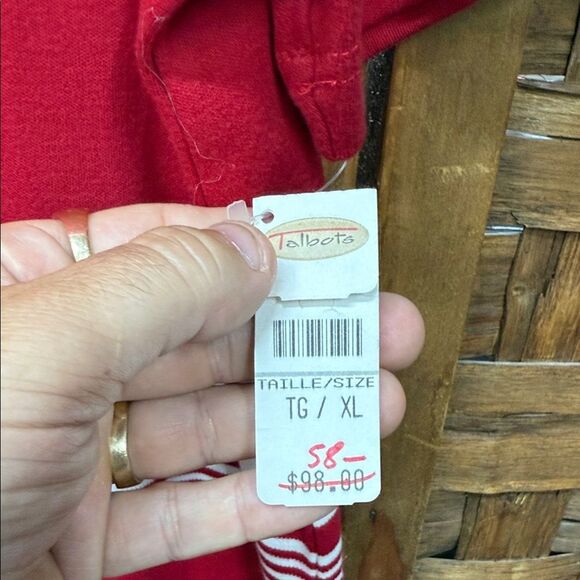 Talbots
TAILLE/SIZE
TG / XL
58—
$98.00